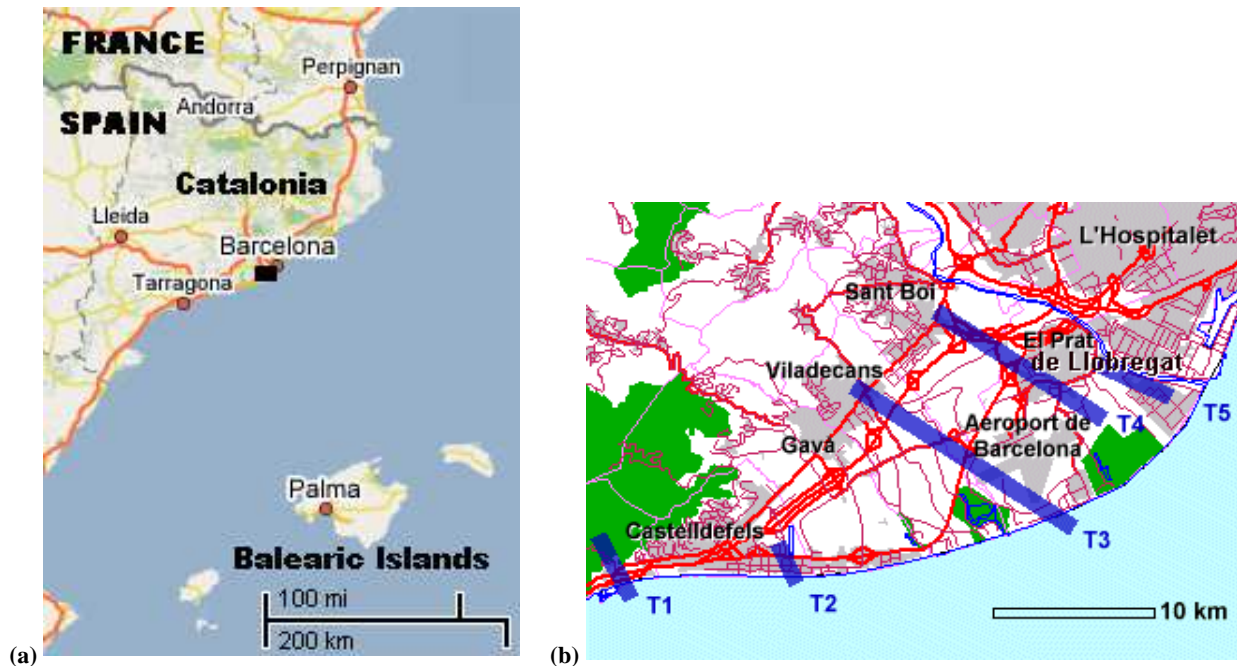 FRANCE
Perpignan
Andorra
SPAIN
Catalonia
Lleida
Barcelona
Tarragona
Palma
Balearic Islands
100 mi
200 km
(a)
L'Hospitalet
Sant Boi
El Prat
de Llobregat
Viladecans
T5
T4
Aeroport de
Barcelona
Gavá
Castelldefels
T3
T1
T2
10 km
(b)